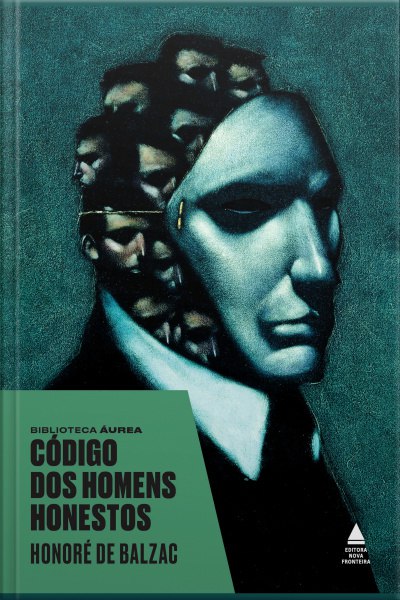 BIBLIOTECA ÁUREA
CÓDIGO
DOS HOMENS
HONESTOS
HONORÉ DE BALZAC
EDITORA
NOVA
FRONTEIRA